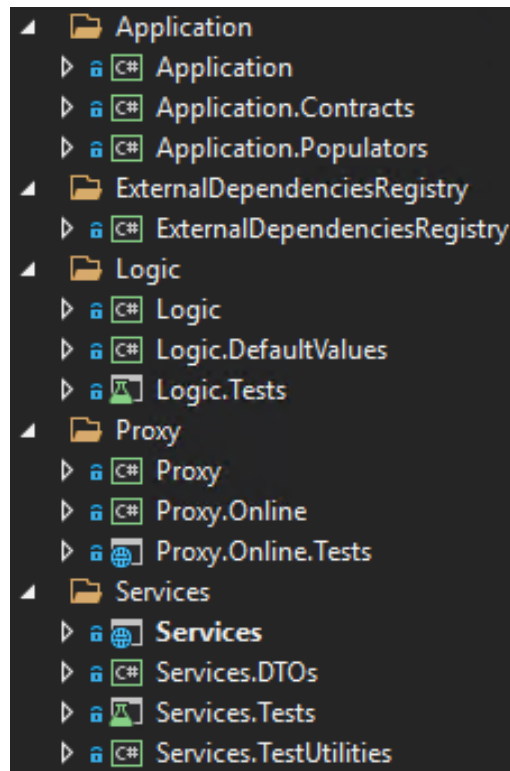 Application
C# Application
C# Application.Contracts
C# Application.Populators
ExternalDependenciesRegistry
C# ExternalDependenciesRegistry
Logic
C# Logic
C# Logic.DefaultValues
Logic.Tests
Proxy
C# Proxy
C# Proxy.Online
Proxy.Online.Tests
Services
Services
C# Services.DTOs
Services.Tests
C# Services.TestUtilities